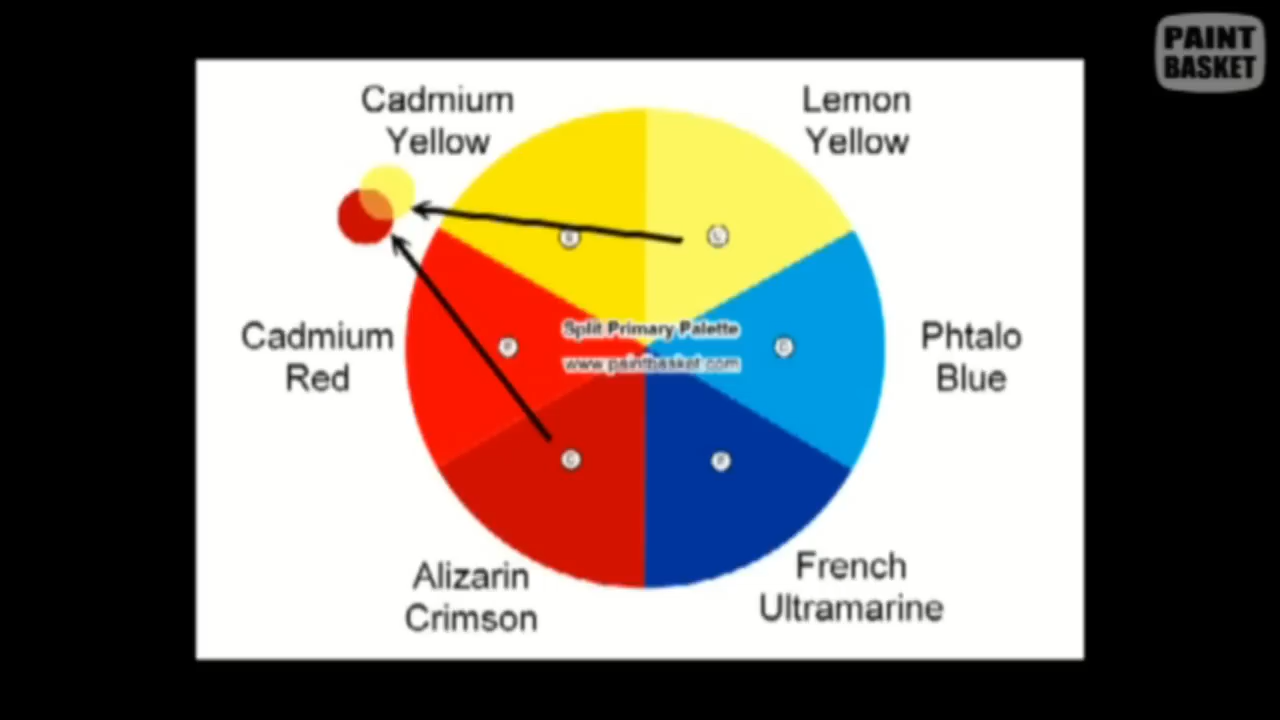 PAINT
BASKET
Cadmium
Yellow
Lemon
Yellow
Split Primary Palette
www.paintbasket.com
Cadmium
Red
Phtalo
Blue
Alizarin
Crimson
French
Ultramarine